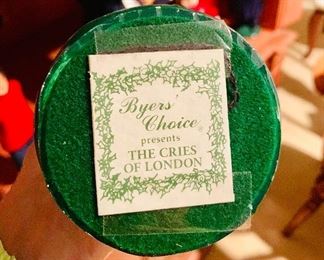 Byers'
Choice®
presents
THE CRIES
OF LONDON